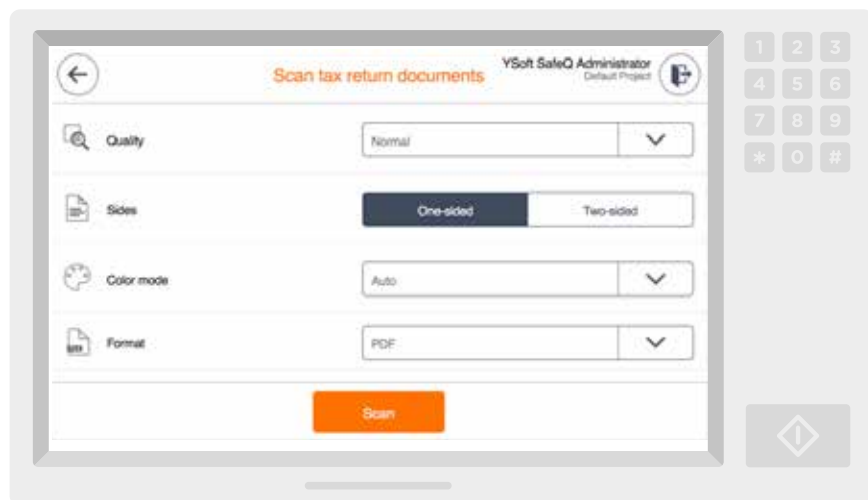 YSoft SafeQ Administrator
Scan tax return documents
Default Project
Quality
Normal
Sides
One-sided
Two-sided
Color mode
Auto
Format
PDF
Scan
1 2 3
4 5 6
7 8 9
* 0 #